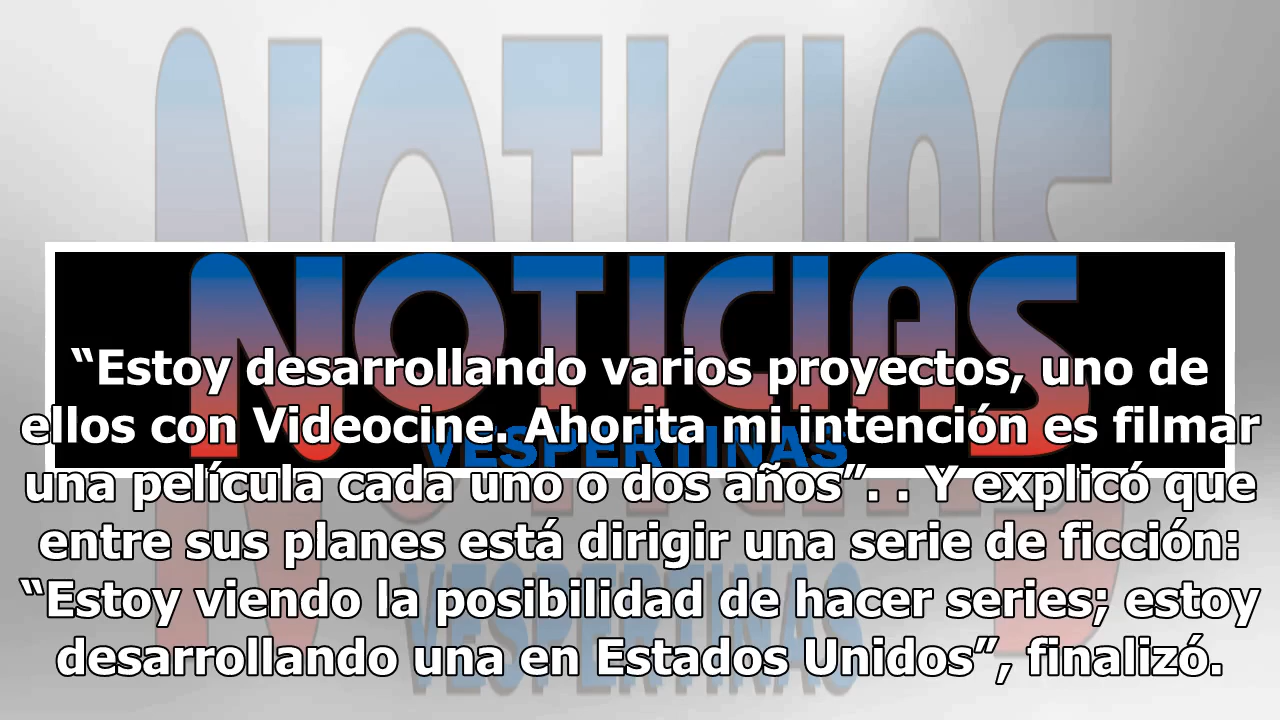 NOTICIAS
VESPERTINAS
“Estoy desarrollando varios proyectos, uno de
ellos con Videocine. Ahorita mi intención es filmar
una película cada uno o dos años”. . Y explicó que
entre sus planes está dirigir una serie de ficción:
“Estoy viendo la posibilidad de hacer series; estoy
desarrollando una en Estados Unidos”, finalizó.
NOTICIAS
VESPERTINAS